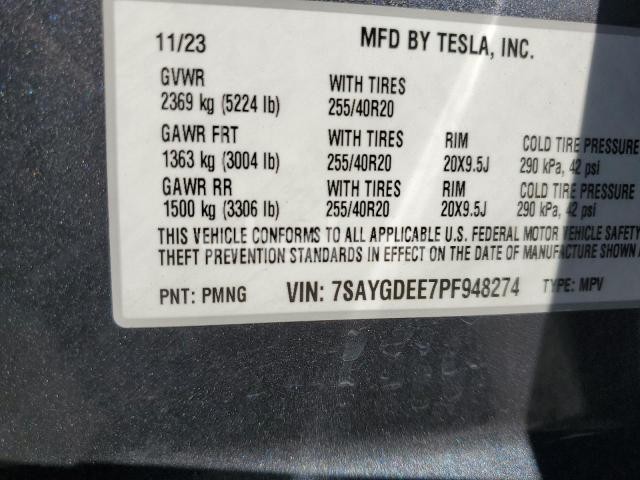 11/23 MFD BY TESLA, INC.
GVWR WITH TIRES
2369 kg (5224 lb) 255/40R20
GAWR FRT WITH TIRES RIM COLD TIRE PRESSURE
1363 kg (3004 lb) 255/40R20 20X9.5J 290 kPa, 42 psi
GAWR RR WITH TIRES RIM COLD TIRE PRESSURE
1500 kg (3306 lb) 255/40R20 20X9.5J 290 kPa, 42 psi
THIS VEHICLE CONFORMS TO ALL APPLICABLE U.S. FEDERAL MOTOR VEHICLE SAFETY
THEFT PREVENTION STANDARDS IN EFFECT ON THE DATE OF MANUFACTURE SHOWN
PNT: PMNG VIN: 7SAYGDEE7PF948274 TYPE: MPV